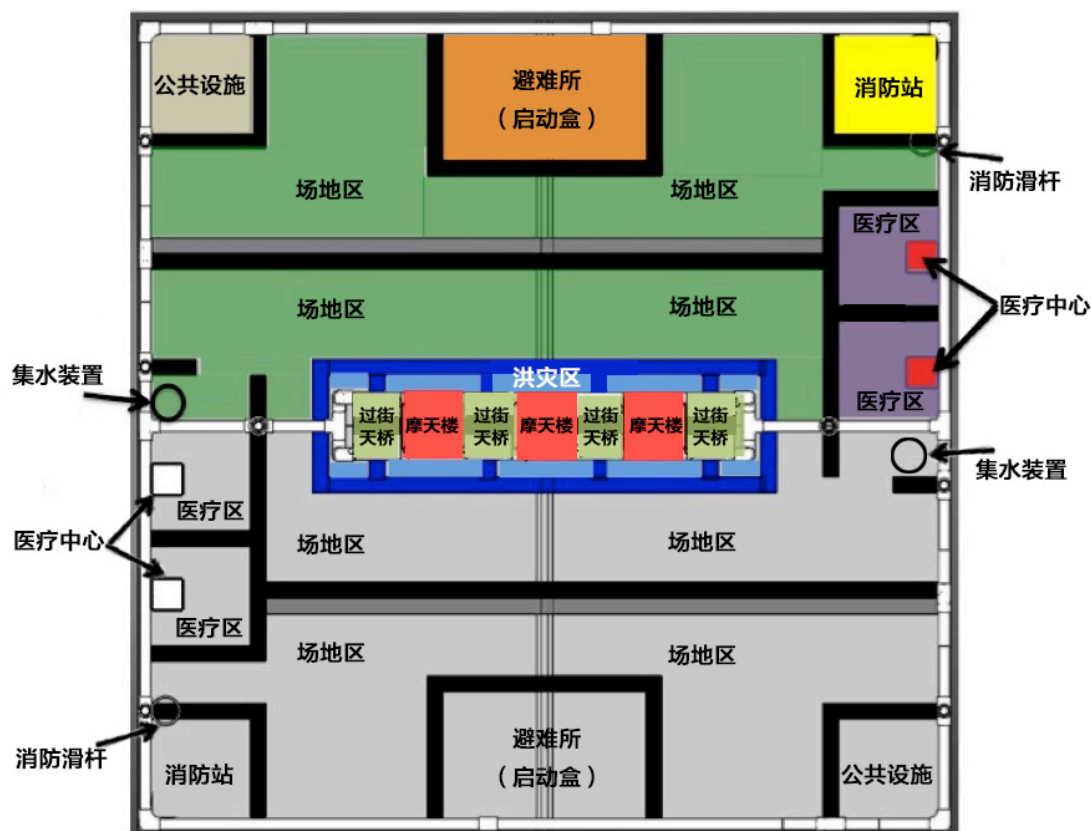 公共设施
避难所
（启动盒）
消防站
消防滑杆
场地区
场地区
医疗区
医疗中心
场地区
场地区
集水装置
洪灾区
医疗区
过街
天桥
摩天楼
过街
天桥
摩天楼
过街
天桥
摩天楼
过街
天桥
集水装置
医疗区
医疗中心
场地区
场地区
医疗区
场地区
场地区
消防滑杆
消防站
避难所
（启动盒）
公共设施